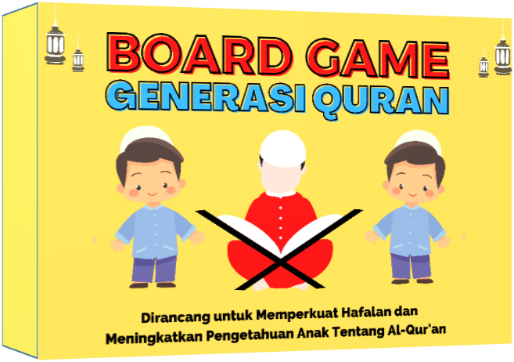 BOARD GAME
GENERASI QURAN
Dirancang untuk Memperkuat Hafalan dan
Meningkatkan Pengetahuan Anak Tentang Al-Qur'an